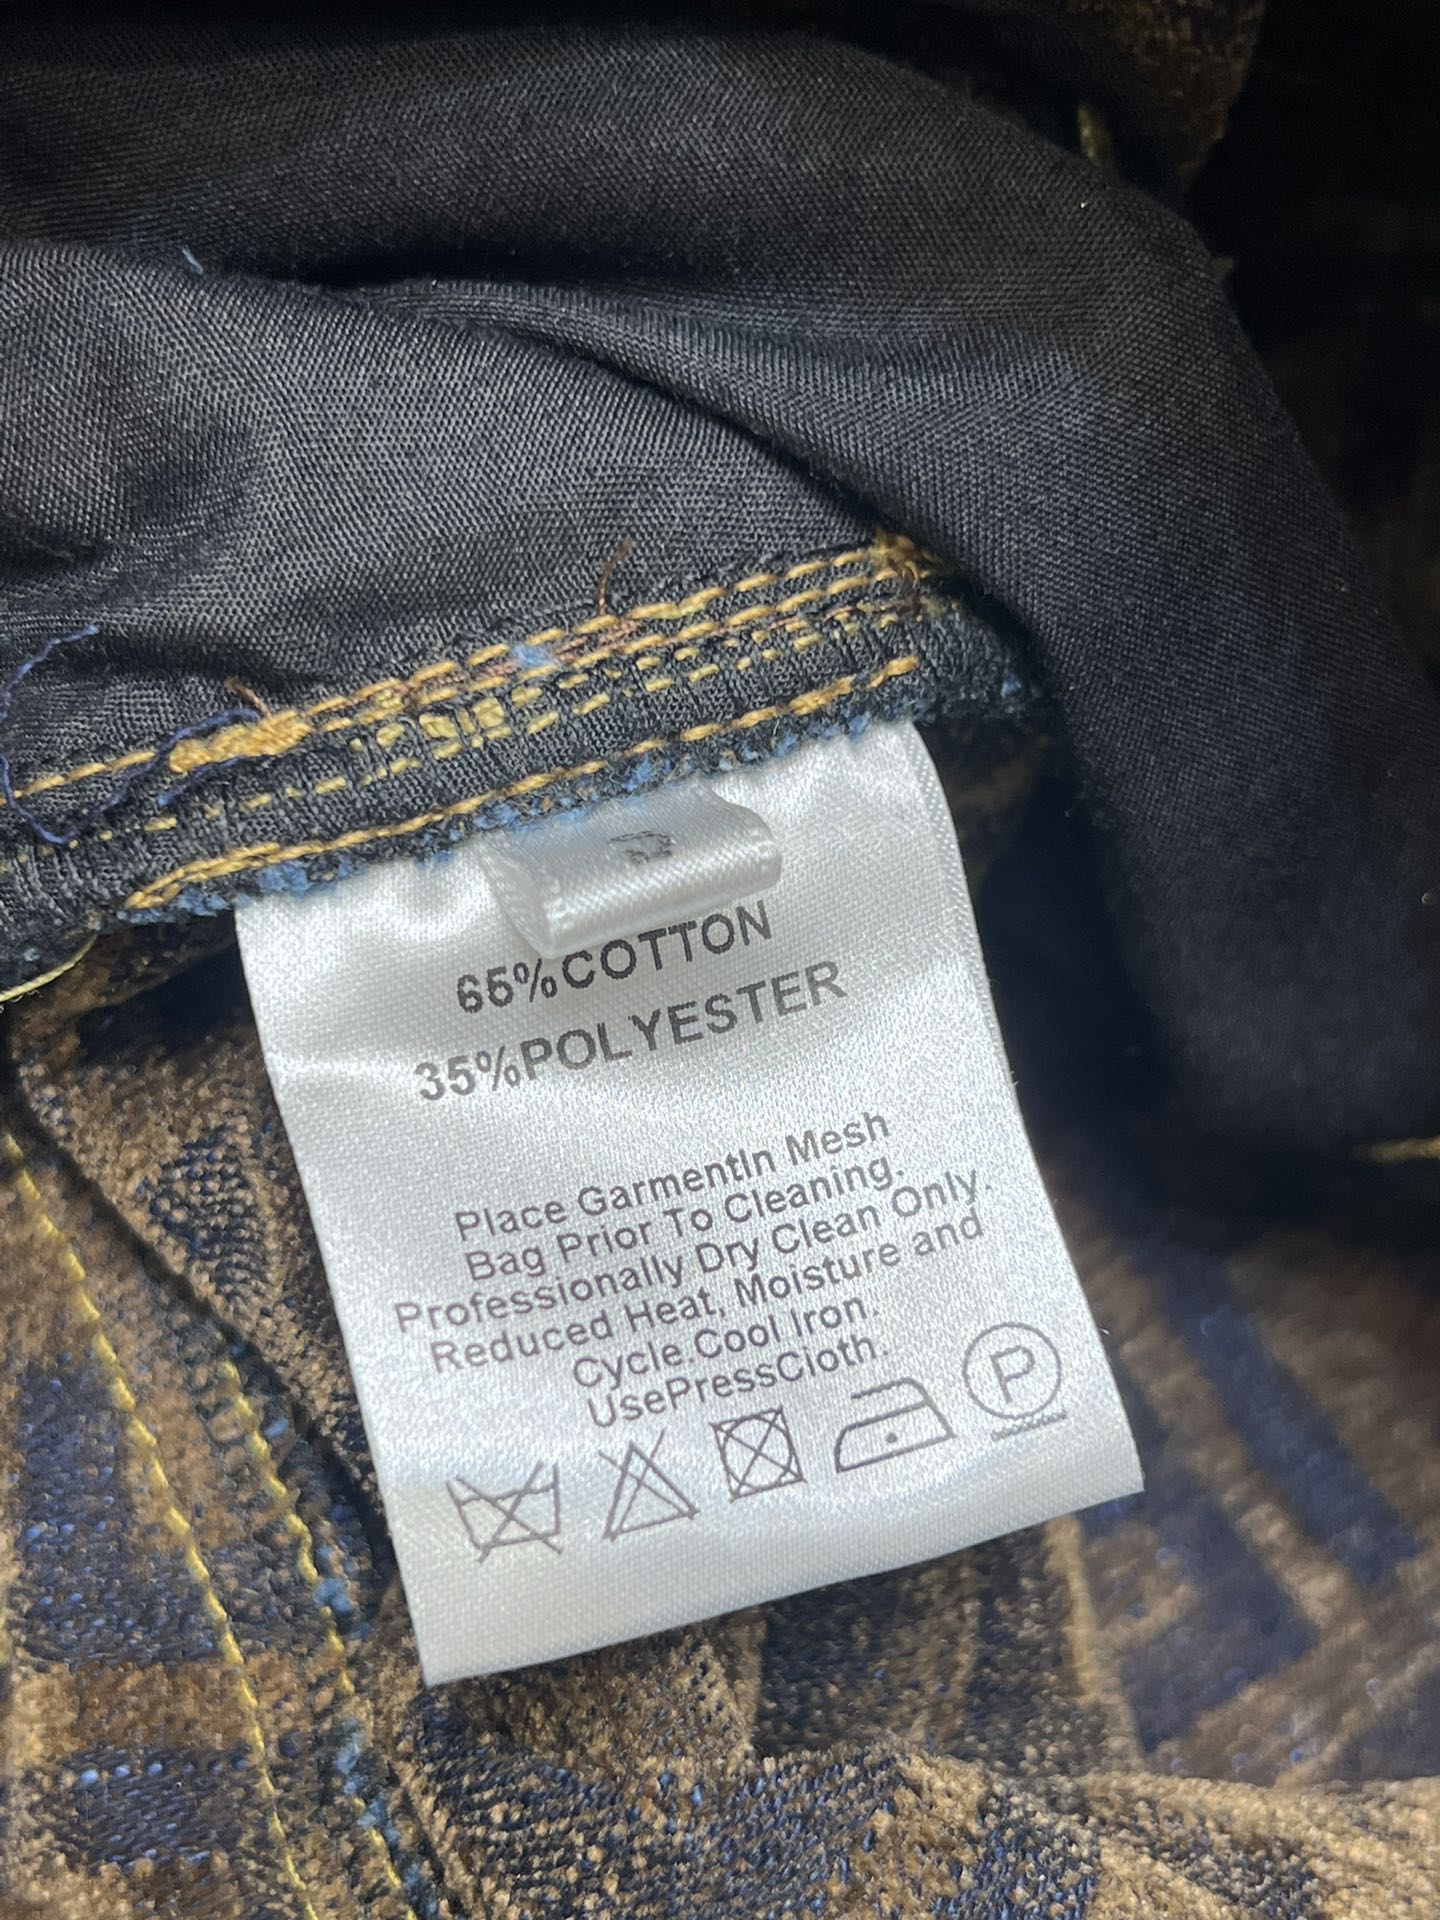 65%COTTON
35%POLYESTER
Place GarmentIn Mesh
Bag Prior To Cleaning.
Professionally Dry Clean Only.
Reduced Heat, Moisture and
Cycle.Cool Iron.
UsePressCloth.
P